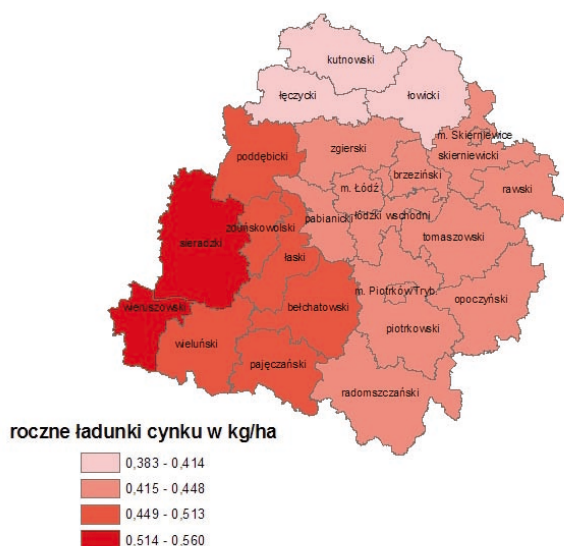 kutnowski
łęczycki
łowicki
m. Skierniewice
zgierski
skierniewicki
poddębicki
brzeziński
rawski
m. Łódź
pabianicki
łódzki wschodni
zduńskowolski
tomaszowski
sieradzki
łaski
m. Piotrków Tryb.
opoczyński
bełchatowski
wieruszowski
piotrkowski
wieluński
pajęczański
radomszczański
roczne ładunki cynku w kg/ha
0,383 - 0,414
0,415 - 0,448
0,449 - 0,513
0,514 - 0,560